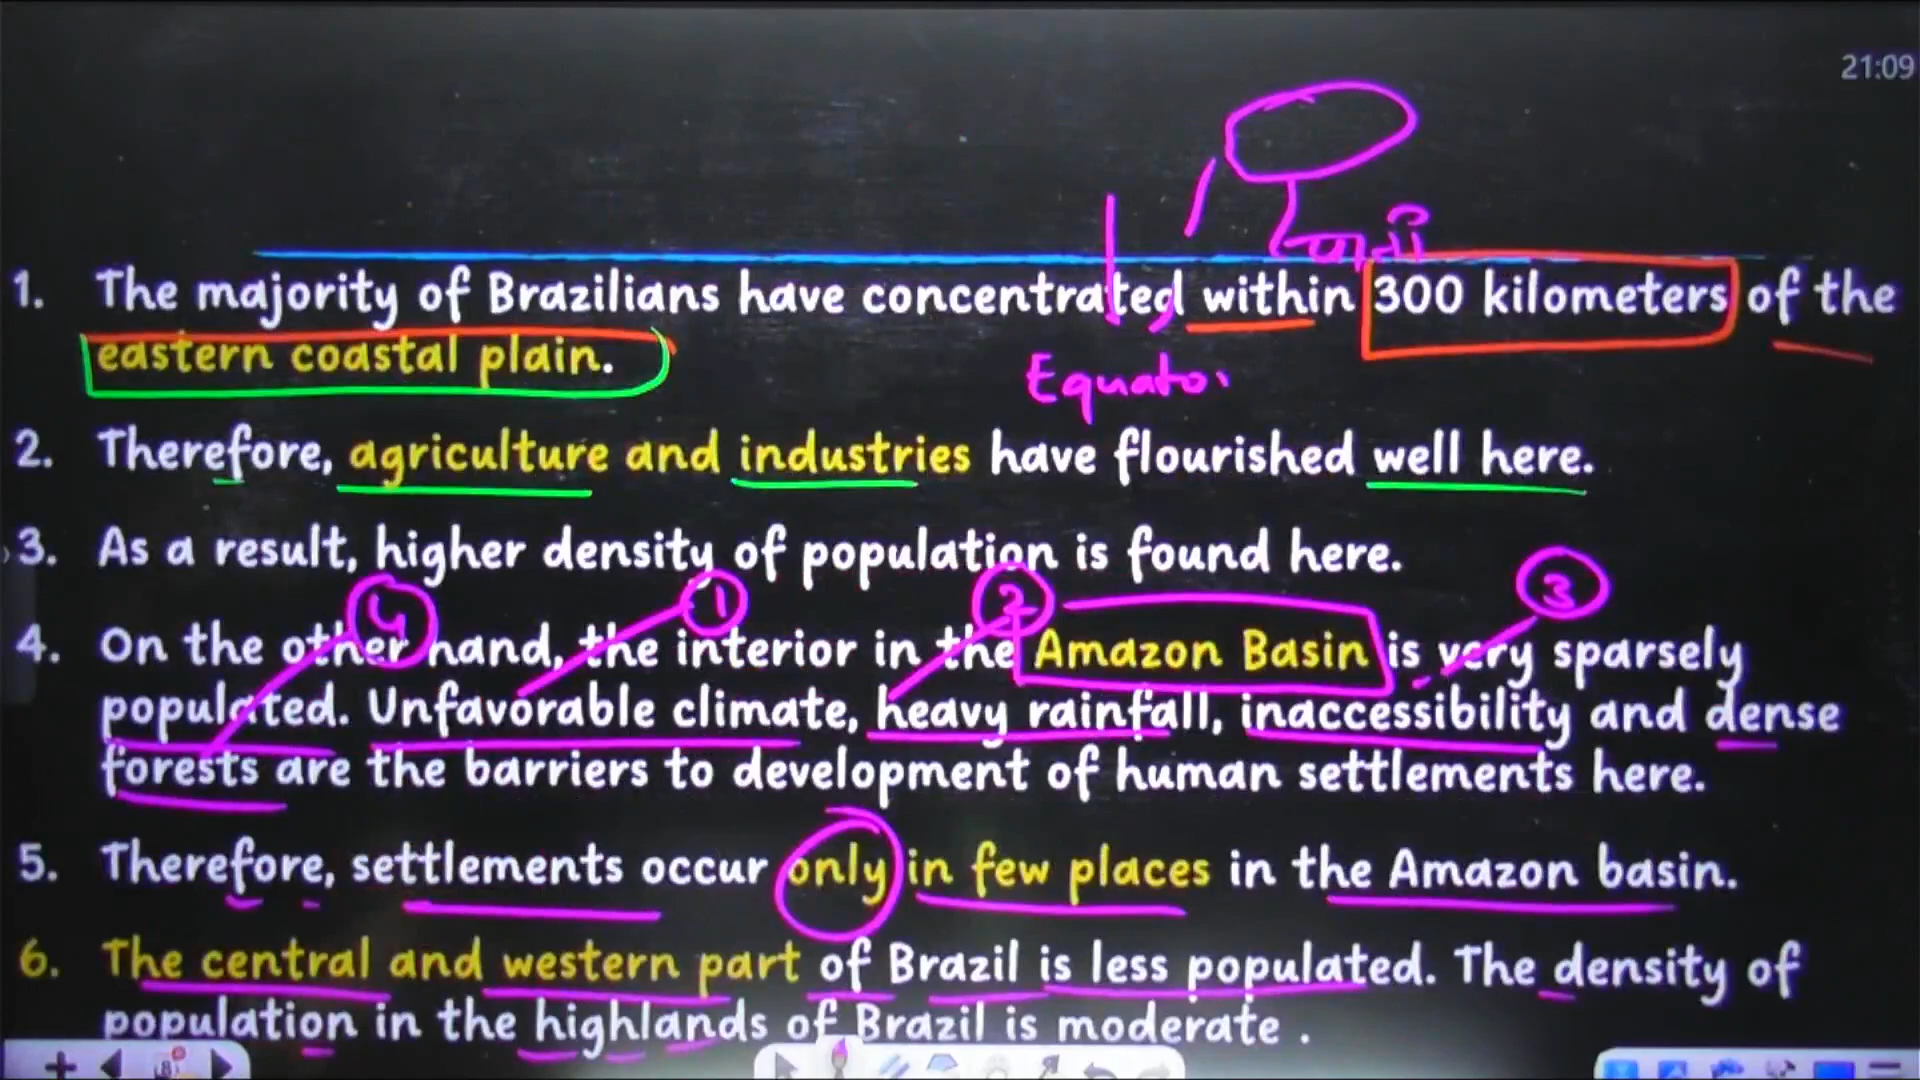 21:09
1. The majority of Brazilians have concentrated within 300 kilometers of the
eastern coastal plain.
Equator
2. Therefore, agriculture and industries have flourished well here.
3. As a result, higher density of population is found here.
4 1 2 3
4. On the other hand, the interior in the Amazon Basin is very sparsely
populated. Unfavorable climate, heavy rainfall, inaccessibility and dense
forests are the barriers to development of human settlements here.
5. Therefore, settlements occur only in few places in the Amazon basin.
6. The central and western part of Brazil is less populated. The density of
population in the highlands of Brazil is moderate .